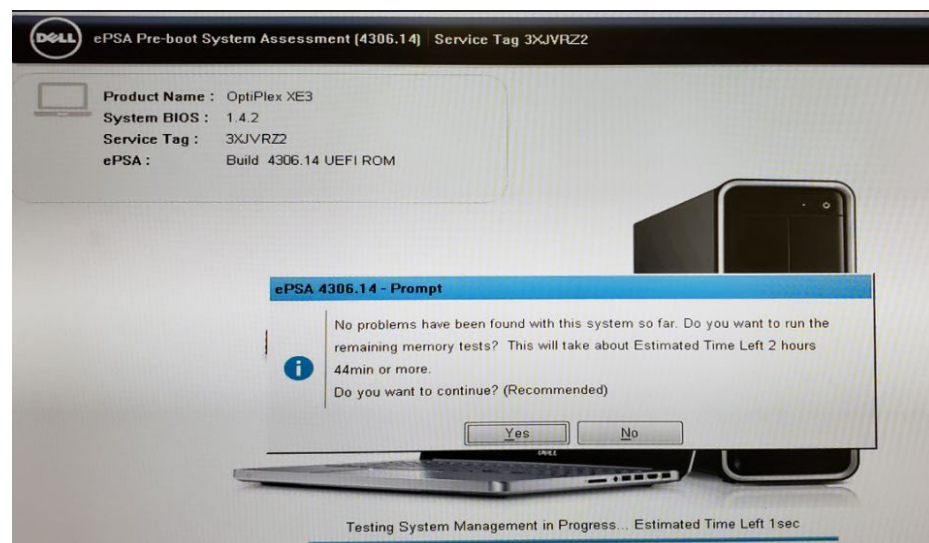 DELL ePSA Pre-boot System Assessment (4306.14) Service Tag 3XJVRZ2
Product Name : OptiPlex XE3
System BIOS : 1.4.2
Service Tag : 3XJVRZ2
ePSA : Build 4306.14 UEFI ROM
ePSA 4306.14 - Prompt
No problems have been found with this system so far. Do you want to run the
remaining memory tests? This will take about Estimated Time Left 2 hours
44min or more.
Do you want to continue? (Recommended)
Yes No
DELL
Testing System Management in Progress... Estimated Time Left 1sec